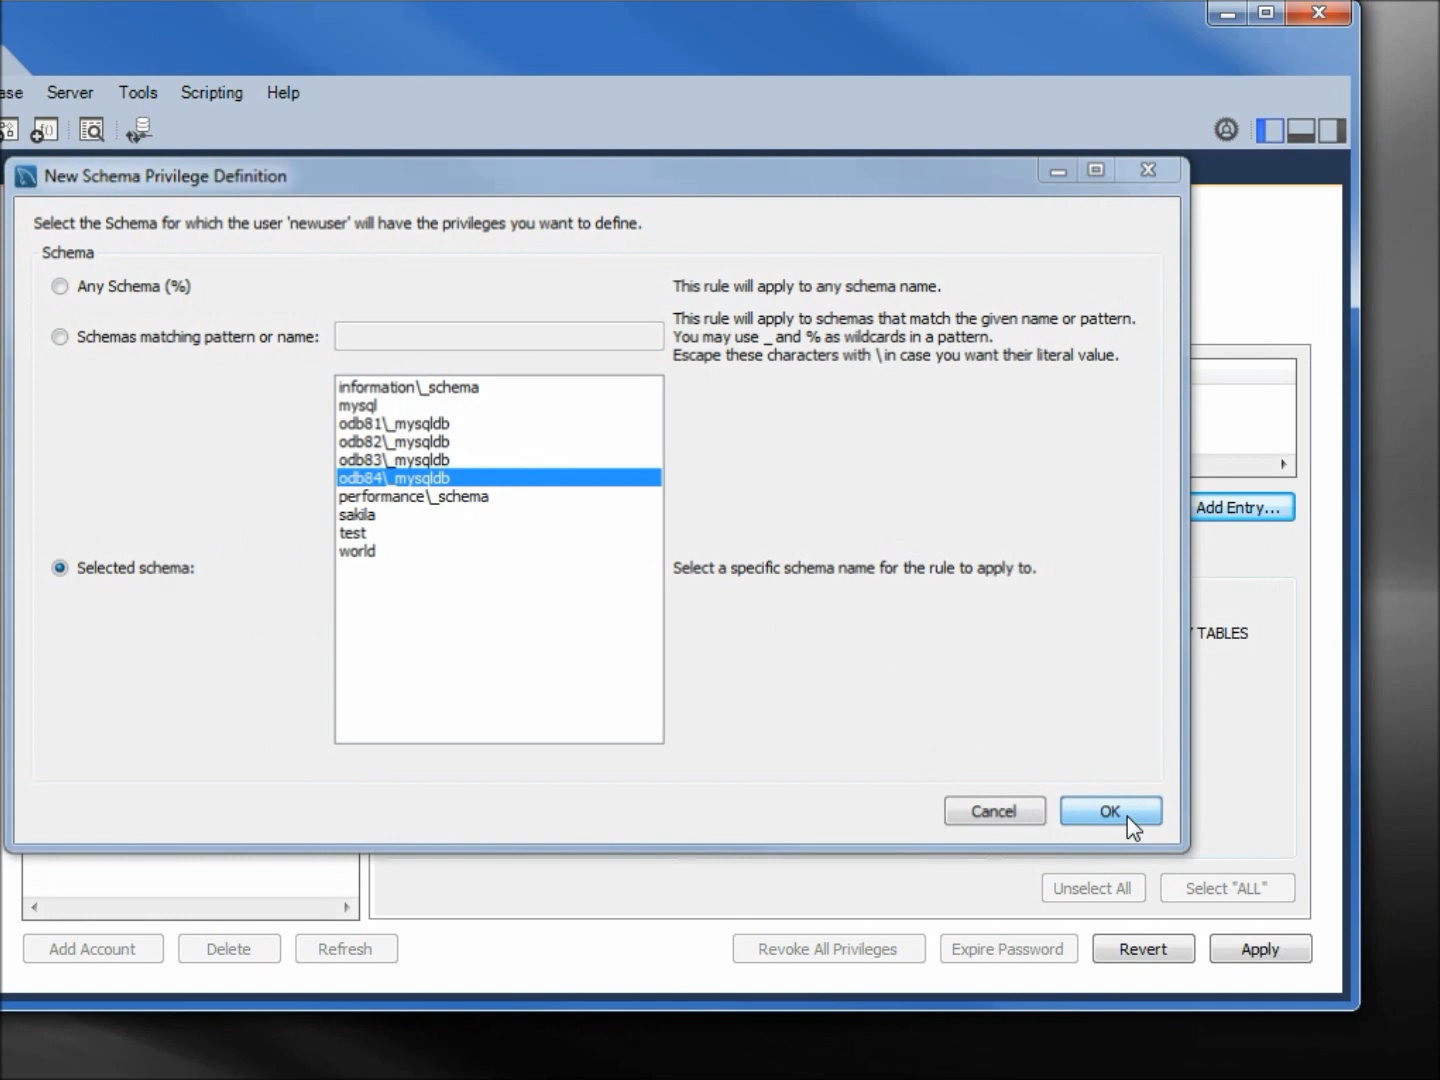 ase Server Tools Scripting Help
New Schema Privilege Definition
Select the Schema for which the user 'newuser' will have the privileges you want to define.
Schema
Any Schema (%)
This rule will apply to any schema name.
Schemas matching pattern or name:
This rule will apply to schemas that match the given name or pattern.
You may use _ and % as wildcards in a pattern.
Escape these characters with \ in case you want their literal value.
information\_schema
mysql
odb81\_mysqldb
odb82\_mysqldb
odb83\_mysqldb
odb84\_mysqldb
performance\_schema
sakila
test
world
Selected schema:
Select a specific schema name for the rule to apply to.
Add Entry...
TABLES
Cancel OK
Unselect All Select "ALL"
Add Account Delete Refresh Revoke All Privileges Expire Password Revert Apply